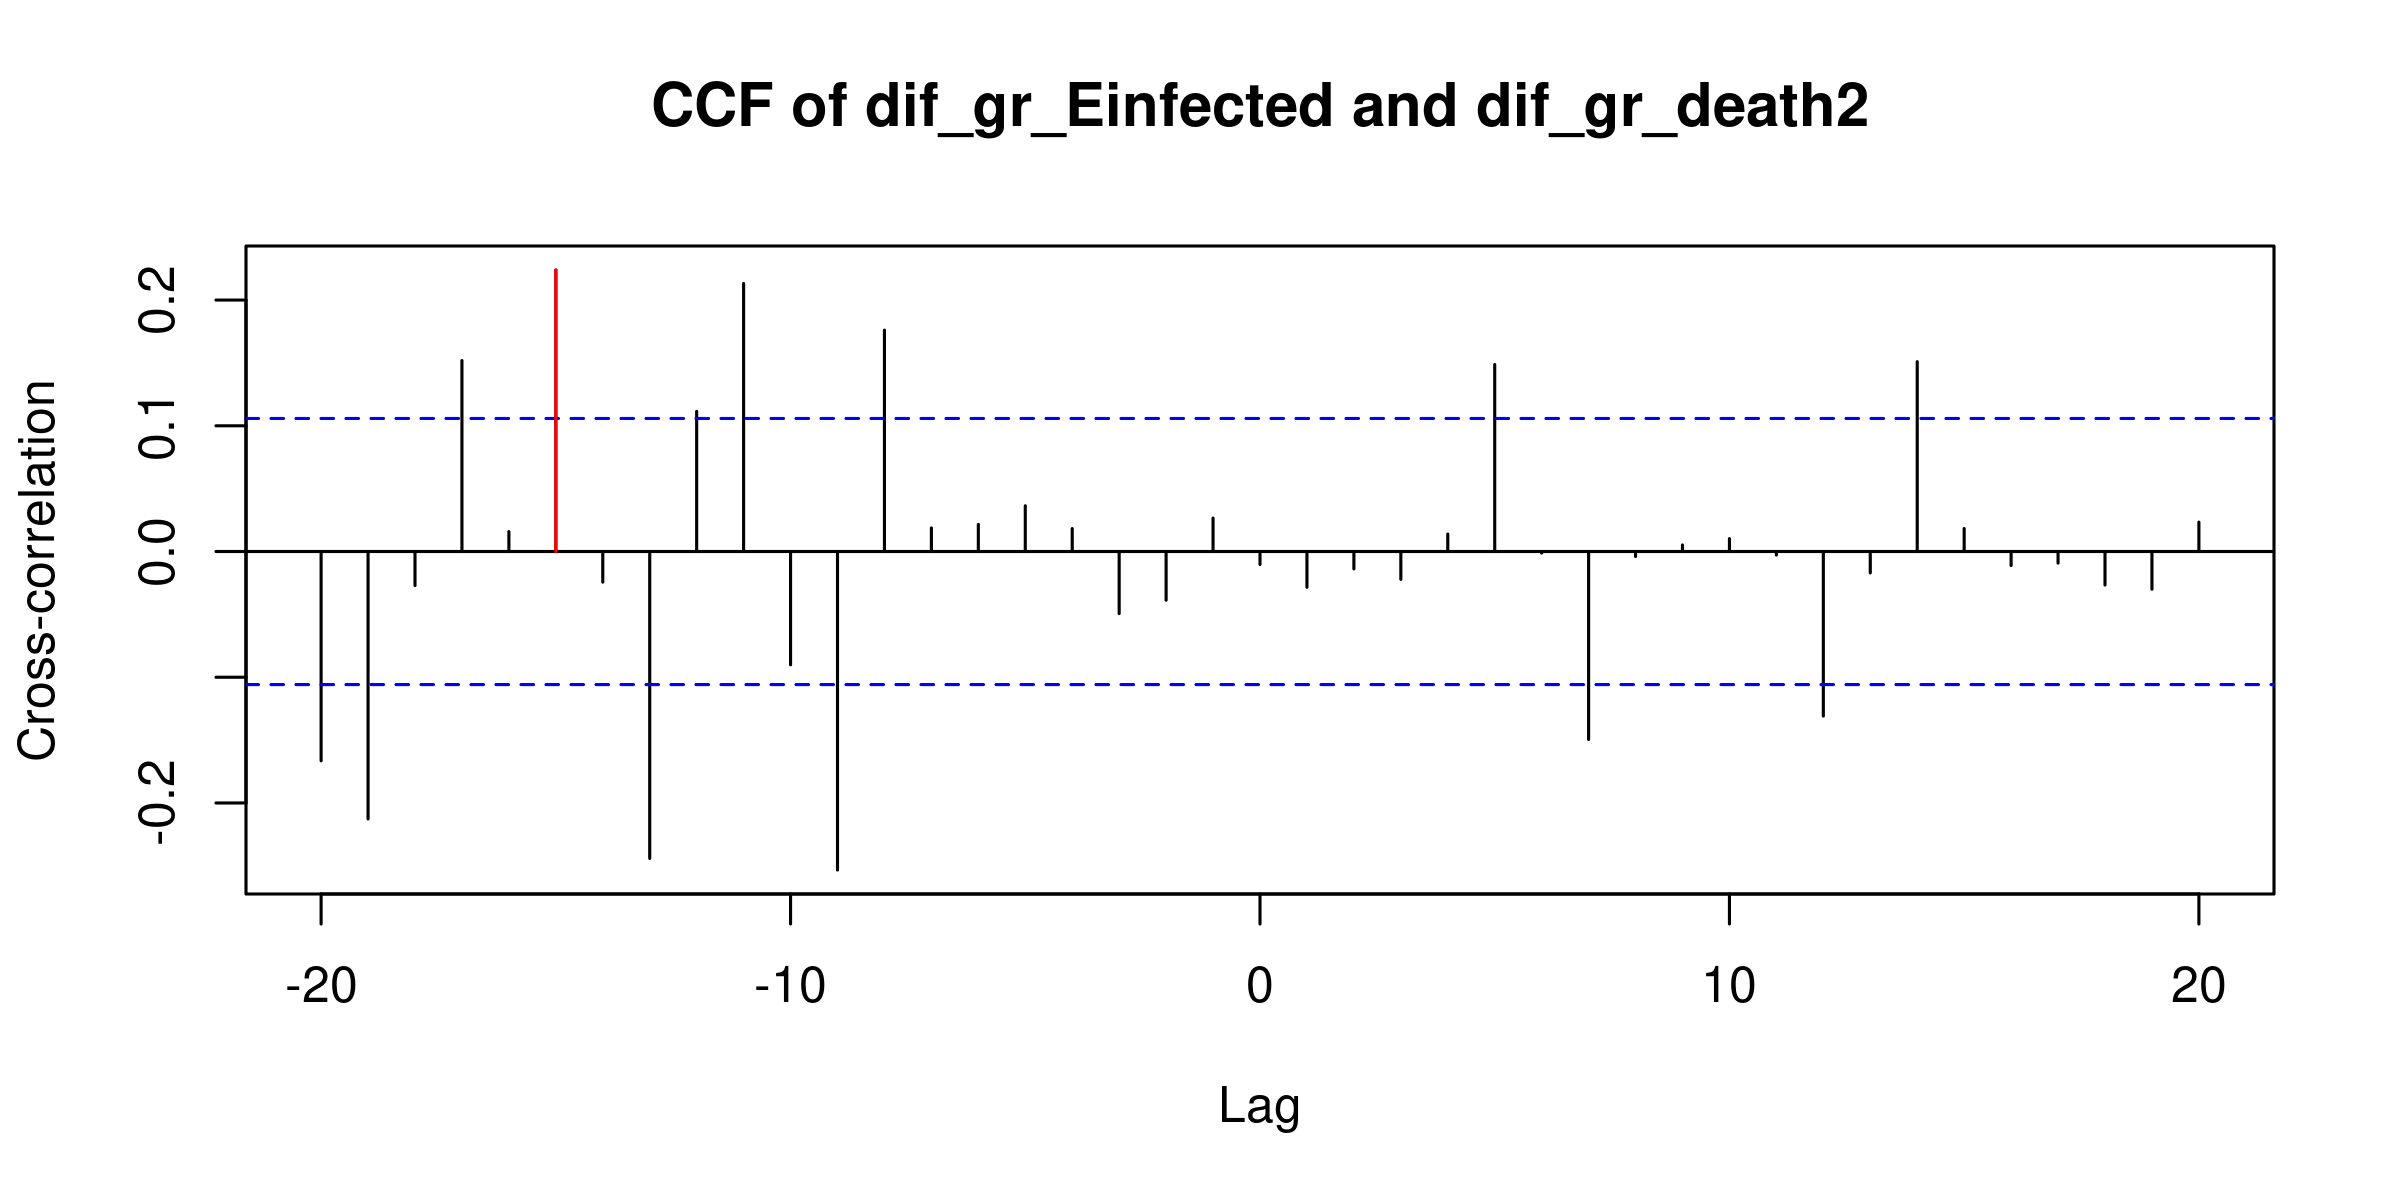 CCF of dif_gr_Einfected and dif_gr_death2
Cross-correlation
0.2
0.1
0.0
-0.2
-20 -10 0 10 20
Lag